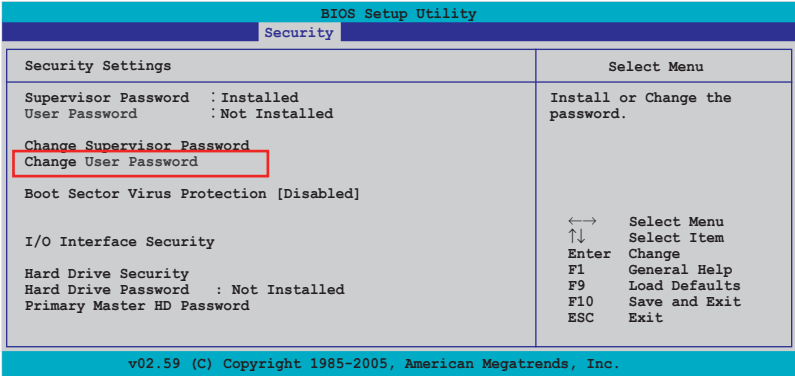 BIOS Setup Utility
Security
Security Settings
Supervisor Password : Installed
User Password : Not Installed
Change Supervisor Password
Change User Password
Boot Sector Virus Protection [Disabled]
I/O Interface Security
Hard Drive Security
Hard Drive Password : Not Installed
Primary Master HD Password
Select Menu
Install or Change the
password.
←→ Select Menu
↑↓ Select Item
Enter Change
F1 General Help
F9 Load Defaults
F10 Save and Exit
ESC Exit
v02.59 (C) Copyright 1985-2005, American Megatrends, Inc.